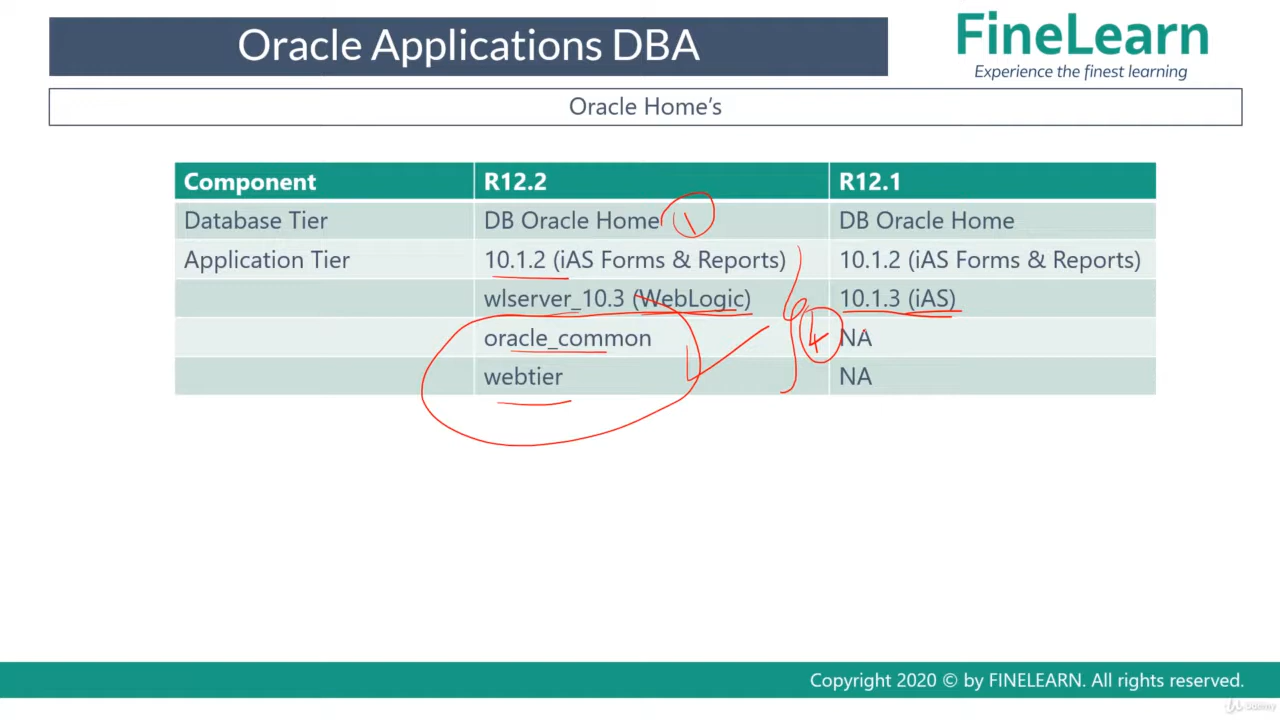 Oracle Applications DBA
FineLearn
Experience the finest learning
Oracle Home's
Component R12.2 R12.1
Database Tier DB Oracle Home 1 DB Oracle Home
Application Tier 10.1.2 (iAS Forms & Reports) 10.1.2 (iAS Forms & Reports)
wlserver_10.3 (WebLogic) 10.1.3 (iAS)
oracle_common 4 NA
webtier NA
Copyright 2020 © by FINELEARN. All rights reserved.
Udemy